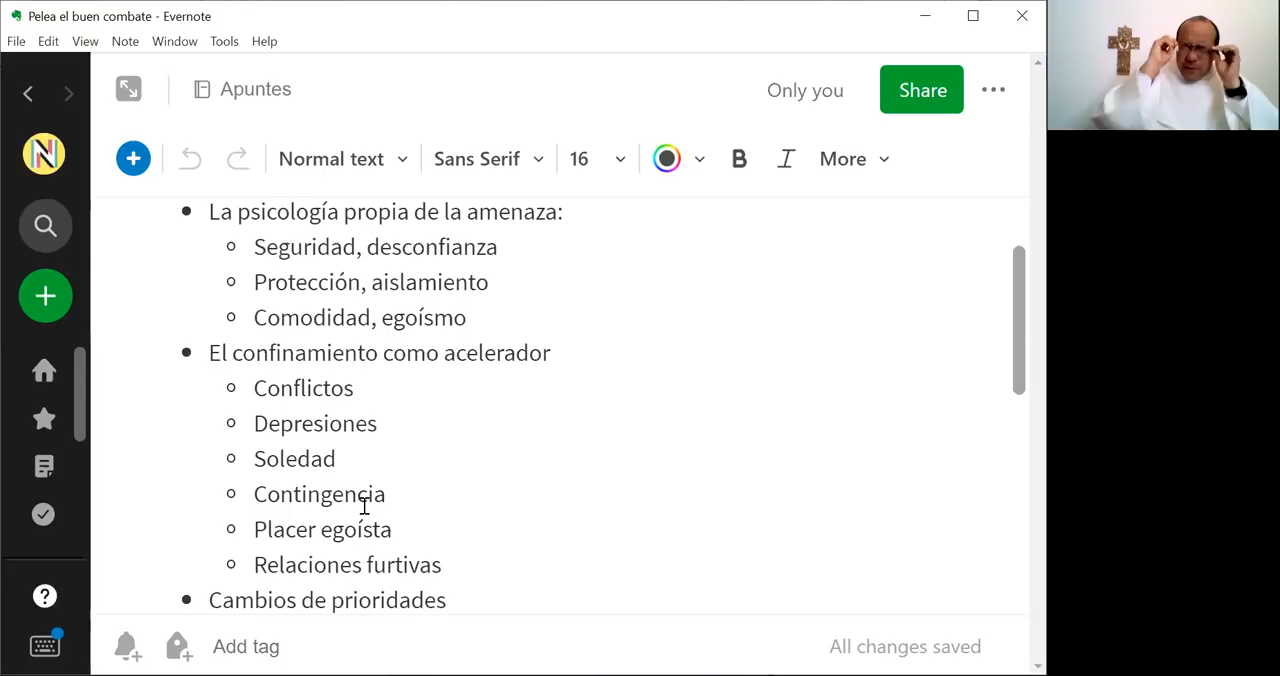 Pelea el buen combate - Evernote
File Edit View Note Window Tools Help
Apuntes
Only you
Share
Normal text
Sans Serif
16
B
I
More
La psicología propia de la amenaza:
Seguridad, desconfianza
Protección, aislamiento
Comodidad, egoísmo
El confinamiento como acelerador
Conflictos
Depresiones
Soledad
Contingencia
Placer egoísta
Relaciones furtivas
Cambios de prioridades
Add tag
All changes saved